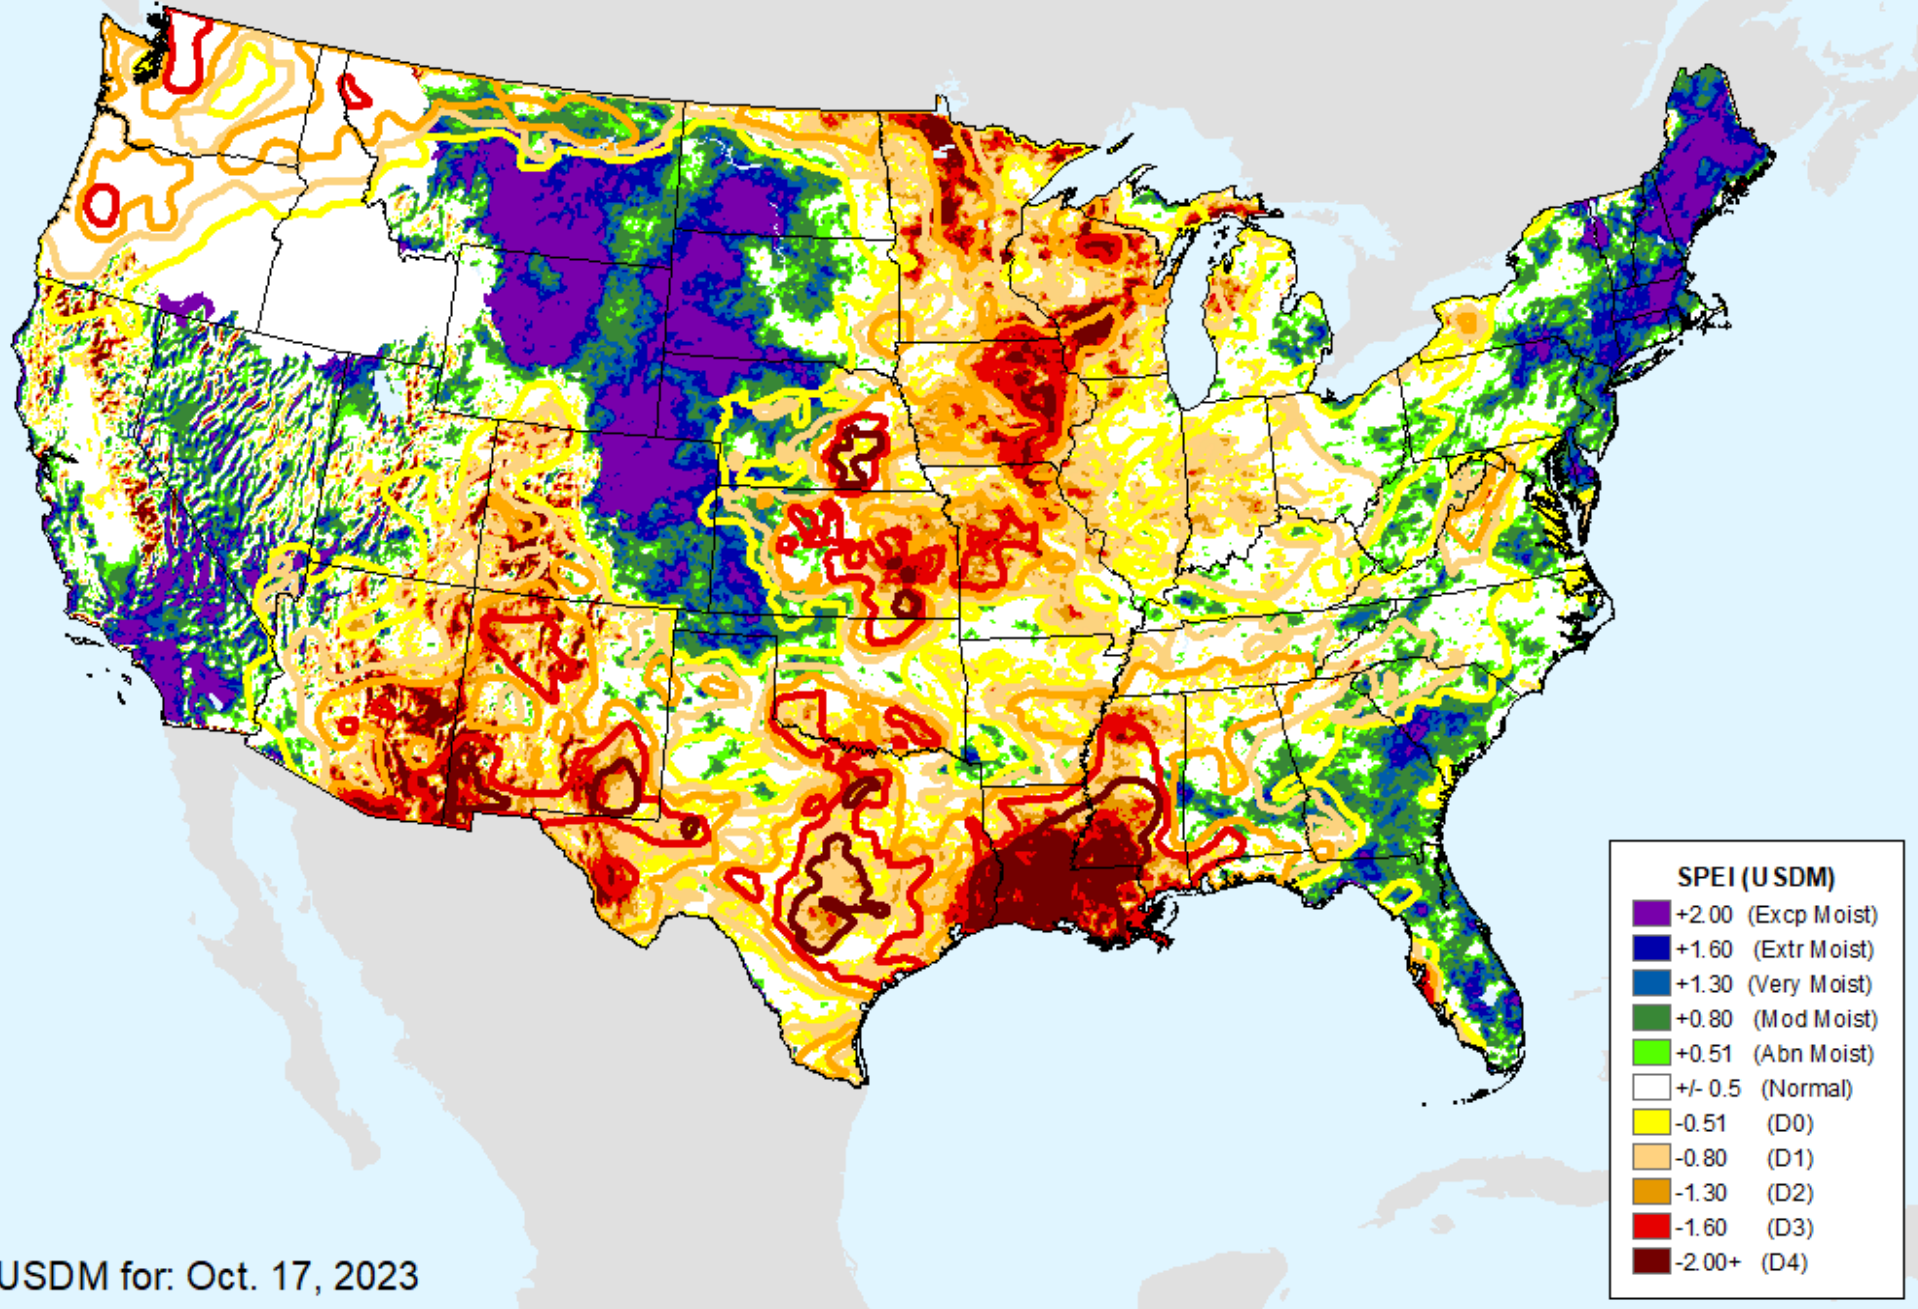 SPEI (USDM)
+2.00 (Excp Moist)
+1.60 (Extr Moist)
+1.30 (Very Moist)
+0.80 (Mod Moist)
+0.51 (Abn Moist)
+/- 0.5 (Normal)
-0.51 (D0)
-0.80 (D1)
-1.30 (D2)
-1.60 (D3)
-2.00+ (D4)
USDM for: Oct. 17, 2023